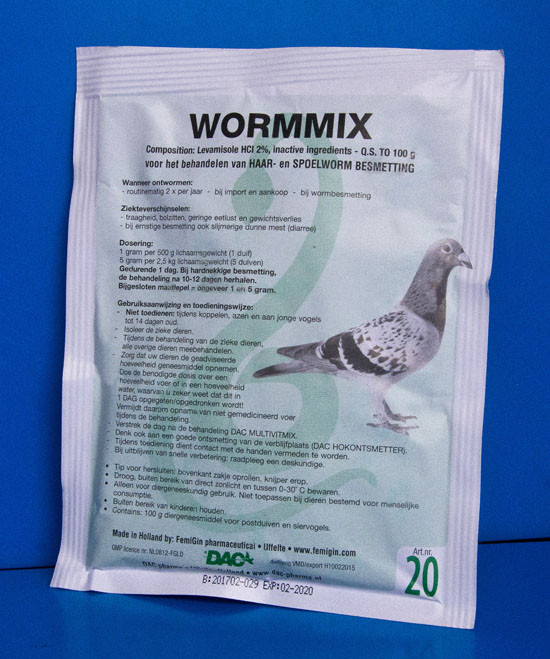 WORMMIX
Composition: Levamisole HCl 2%, inactive ingredients - Q.S. TO 100 g
voor het behandelen van HAAR- en SPOELWORM BESMETTING
Wanneer ontwormen:
- routinematig 2 x per jaar - bij import en aankoop - bij wormbesmetting
Ziekteverschijnselen:
- traagheid, bolzitten, geringe eetlust en gewichtsverlies
- bij ernstige besmetting ook slijmerige dunne mest (diarree)
Dosering:
1 gram per 500 g lichaamsgewicht (1 duif)
5 gram per 2,5 kg lichaamsgewicht (5 duiven)
Gedurende 1 dag. Bij hardnekkige besmetting,
de behandeling na 10-12 dagen herhalen.
Bijgesloten maatlepel = ongeveer 1 en 5 gram.
Gebruiksaanwijzing en toedieningswijze:
- Niet toedienen: tijdens koppelen, azen en aan jonge vogels
tot 14 dagen oud.
- Isoleer de zieke dieren.
- Tijdens de behandeling van de zieke dieren,
alle overige dieren meebehandelen.
- Zorg dat uw dieren de geadviseerde
hoeveelheid geneesmiddel opnemen.
Doe de benodigde dosis over een
hoeveelheid voer of in een hoeveelheid
water, waarvan u zeker weet dat dit in
1 DAG opgegeten/opgedronken wordt!
Vermijdt daarom opname van niet gemedicineerd voer
tijdens de behandeling.
- Verstrek de dag na de behandeling DAC MULTIVITMIX.
- Denk ook aan een goede ontsmetting van de verblijfplaats (DAC HOKONTSMETTER).
- Tijdens toediening dient contact met de handen vermeden te worden.
- Bij uitblijven van snelle verbetering: raadpleeg een deskundige.
• Tip voor hersluiten: bovenkant zakje oprollen, knijper erop.
• Droog, buiten bereik van direct zonlicht en tussen 0-30° C bewaren.
• Alleen voor diergeneeskundig gebruik. Niet toepassen bij dieren bestemd voor menselijke
consumptie.
• Buiten bereik van kinderen houden.
• Contains: 100 g diergeneesmiddel voor postduiven en siervogels.
Made in Holland by: FemiGin pharmaceutical • Uffelte • www.femigin.com
GMP licence nr. NL0812-FGLD
DAC
VMD/export H10022015
Holland • www.dac-pharma.nl
B:201702-029 EXP:02-2020
Art.nr.
20